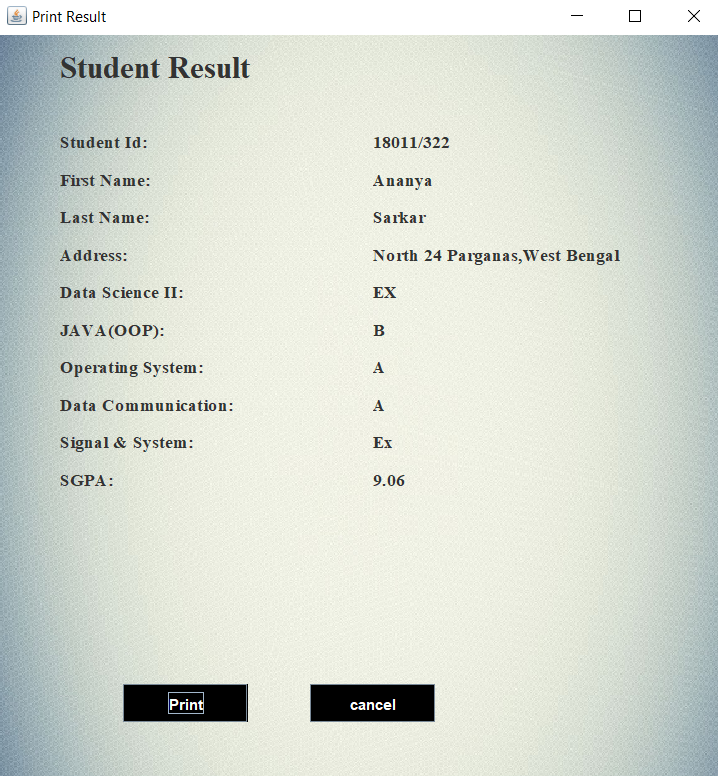 Print Result
Student Result
Student Id: 18011/322
First Name: Ananya
Last Name: Sarkar
Address: North 24 Parganas,West Bengal
Data Science II: EX
JAVA(OOP): B
Operating System: A
Data Communication: A
Signal & System: Ex
SGPA: 9.06
Print cancel